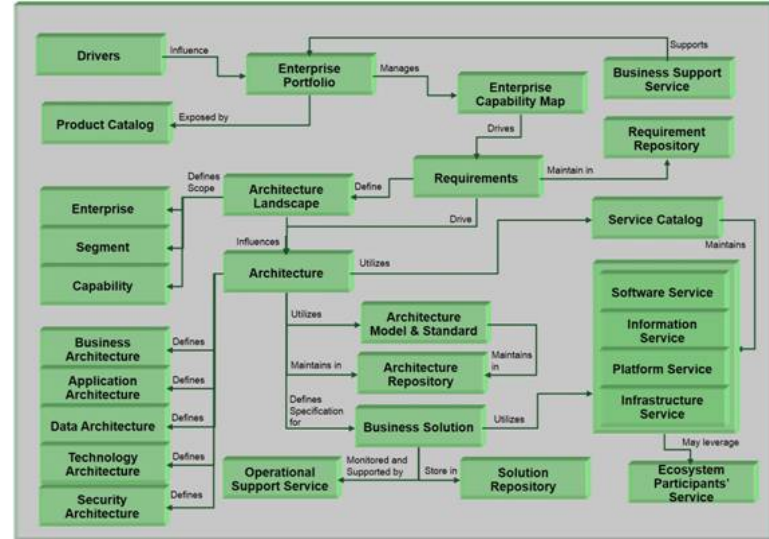 Drivers
Influence
Enterprise
Portfolio
Manages
Supports
Business Support
Service
Enterprise
Capability Map
Product Catalog
Exposed by
Drives
Requirement
Repository
Defines
Scope
Architecture
Landscape
Define
Requirements
Maintain in
Enterprise
Segment
Capability
Drive
Service Catalog
Influences
Maintains
Architecture
Utilizes
Software Service
Information
Service
Platform Service
Infrastructure
Service
Utilizes
Architecture
Model & Standard
Business
Architecture
Defines
Maintains in
Architecture
Repository
Maintains
in
Application
Architecture
Defines
Data Architecture
Defines
Defines
Specification
for
Business Solution
Utilizes
May leverage
Technology
Architecture
Defines
Operational
Support Service
Monitored and
Supported by
Store in
Solution
Repository
Ecosystem
Participants'
Service
Security
Architecture
Defines